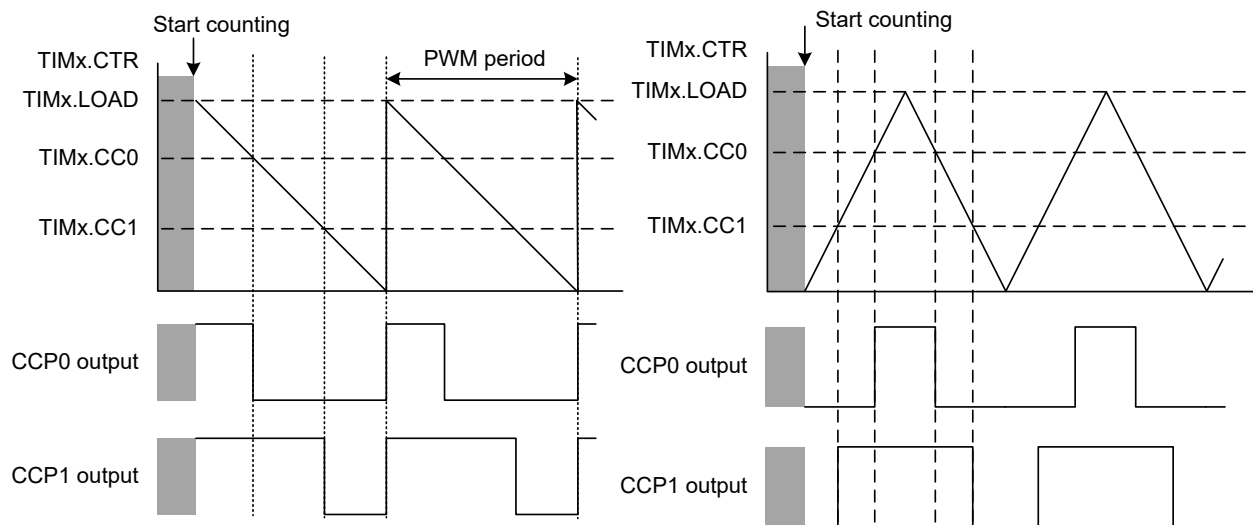 Start counting
TIMx.CTR
PWM period
TIMx.LOAD
TIMx.CC0
TIMx.CC1
CCP0 output
CCP1 output
Start counting
TIMx.CTR
TIMx.LOAD
TIMx.CC0
TIMx.CC1
CCP0 output
CCP1 output